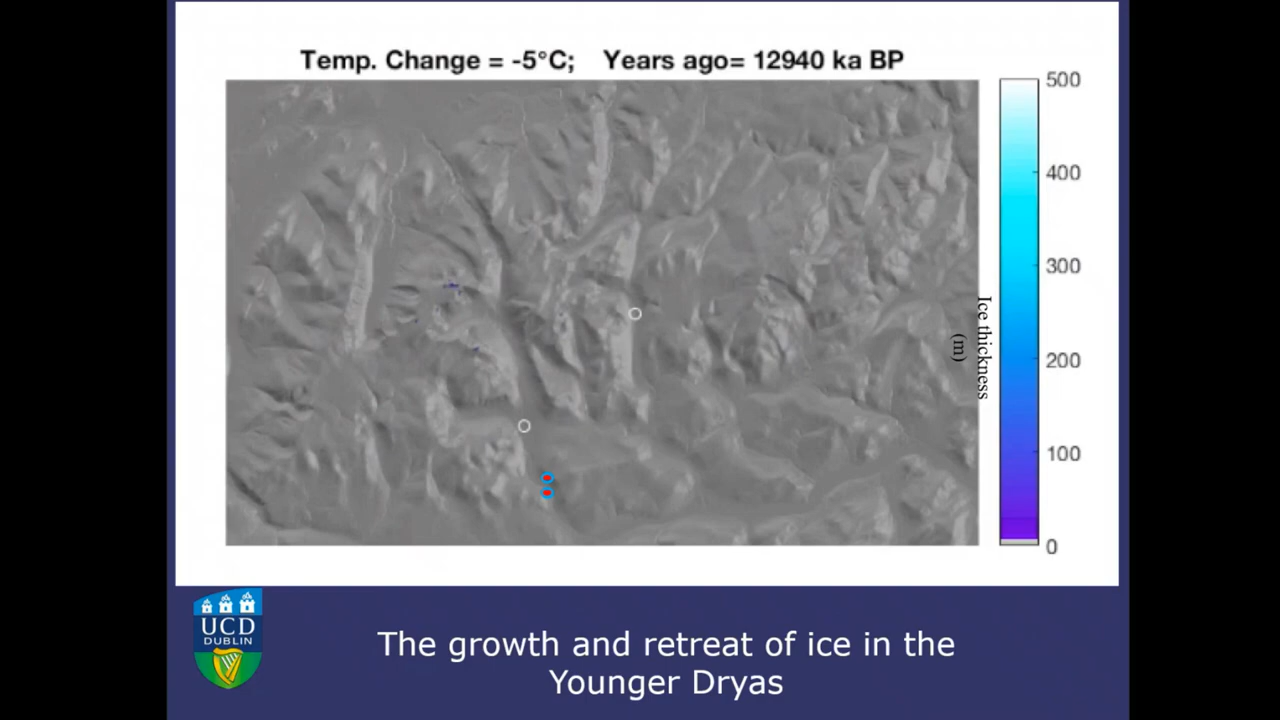 Temp. Change = -5°C; Years ago= 12940 ka BP
500
400
300
200
100
0
Ice thickness
(m)
UCD
DUBLIN
The growth and retreat of ice in the
Younger Dryas